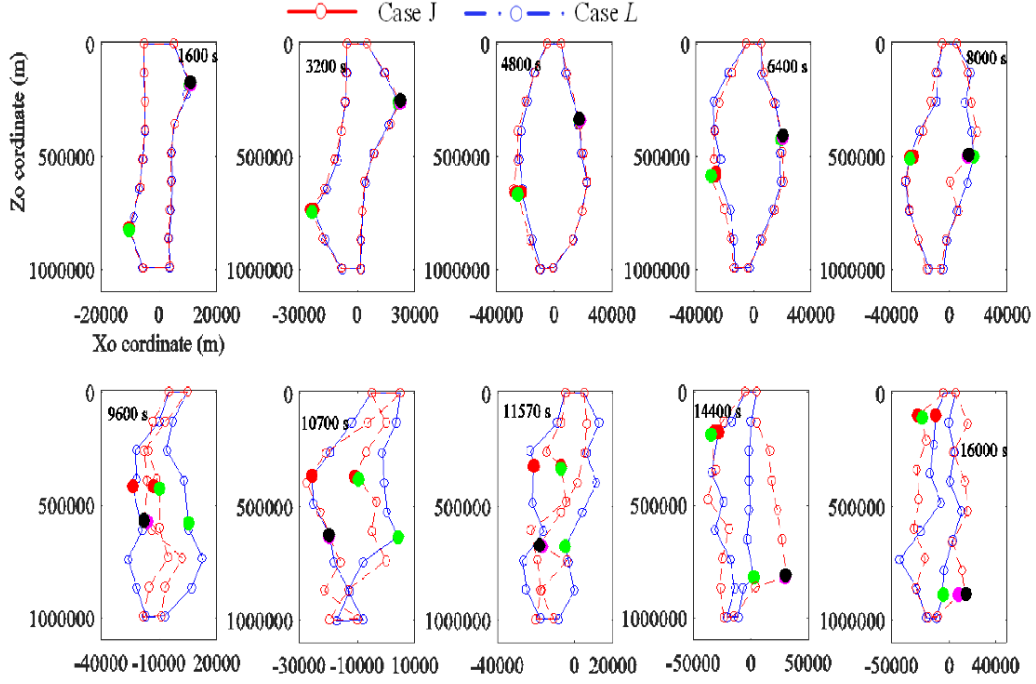 Case J Case L
0 0 0 0 0
1600 s 3200 s 4800 s 6400 s 8000 s
Zo cordinate (m)
500000 500000 500000 500000 500000
1000000 1000000 1000000 1000000 1000000
-20000 0 20000 -30000 0 30000 -40000 0 40000 -40000 0 40000 -40000 0 40000
Xo cordinate (m)
0 0 0 0 0
9600 s 10700 s 11570 s 14400 s 16000 s
500000 500000 500000 500000 500000
1000000 1000000 1000000 1000000 1000000
-40000 -10000 20000 -30000 -10000 10000 -40000 0 20000 -50000 0 50000 -50000 0 50000